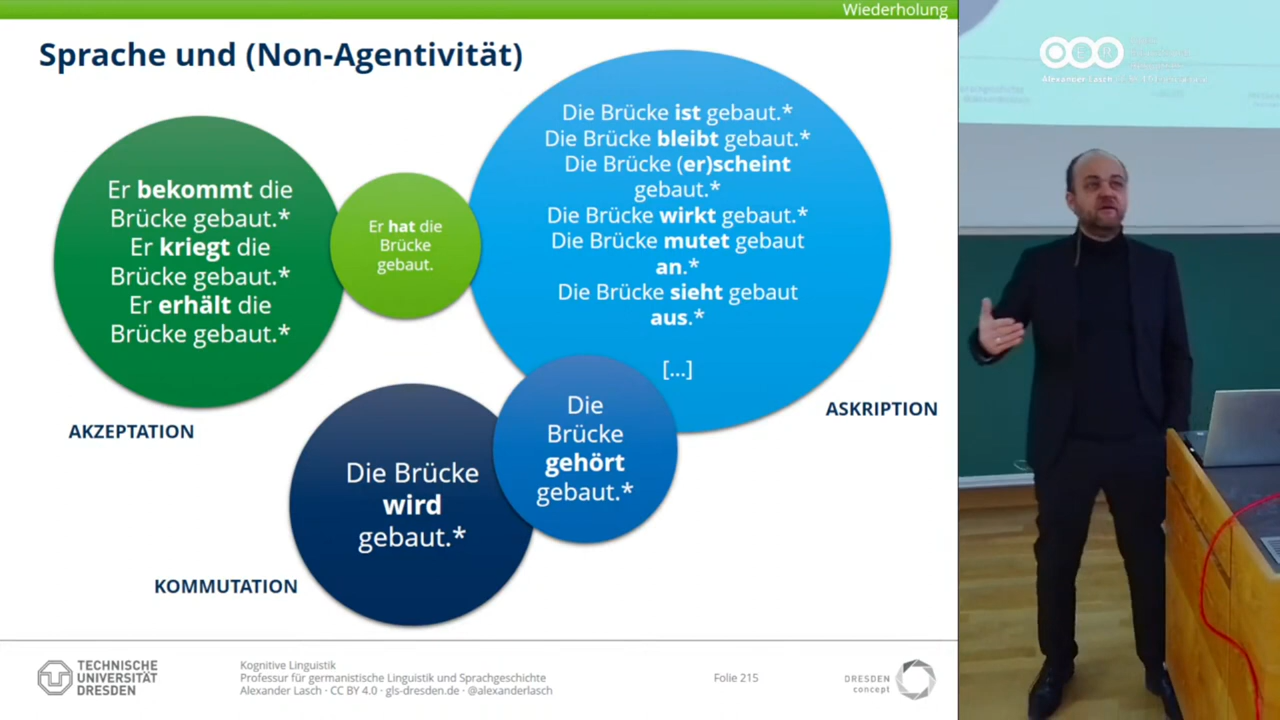 Wiederholung
Sprache und (Non-Agentivität)
Er bekommt die
Brücke gebaut.*
Er kriegt die
Brücke gebaut.*
Er erhält die
Brücke gebaut.*
AKZEPTATION
Er hat die
Brücke
gebaut.
Die Brücke ist gebaut.*
Die Brücke bleibt gebaut.*
Die Brücke (er)scheint
gebaut.*
Die Brücke wirkt gebaut.*
Die Brücke mutet gebaut
an.*
Die Brücke sieht gebaut
aus.*
[...]
ASKRIPTION
Die
Brücke
gehört
gebaut.*
Die Brücke
wird
gebaut.*
KOMMUTATION
TECHNISCHE
UNIVERSITÄT
DRESDEN
Kognitive Linguistik
Professur für germanistische Linguistik und Sprachgeschichte
Alexander Lasch · CC BY 4.0 · gls-dresden.de · @alexanderlasch
Folie 215
DRESDEN
concept
OER
Alexander Lasch